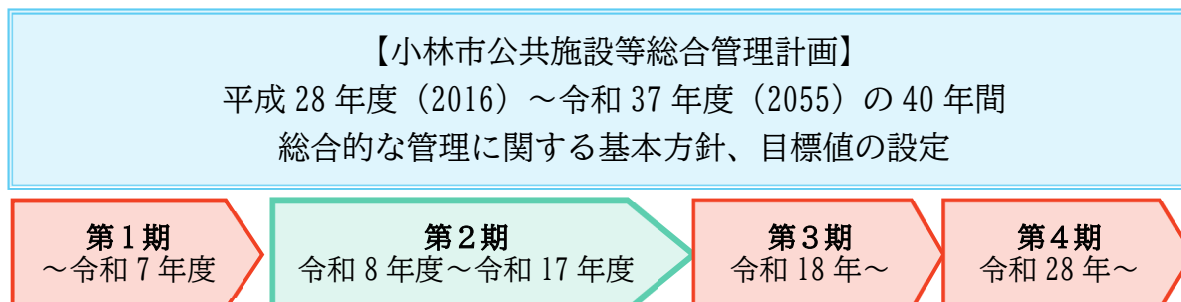 【小林市公共施設等総合管理計画】
平成 28 年度（2016）～令和 37 年度（2055）の 40 年間
総合的な管理に関する基本方針、目標値の設定
第１期
～令和 7 年度
第２期
令和 8 年度～令和 17 年度
第３期
令和 18 年～
第４期
令和 28 年～